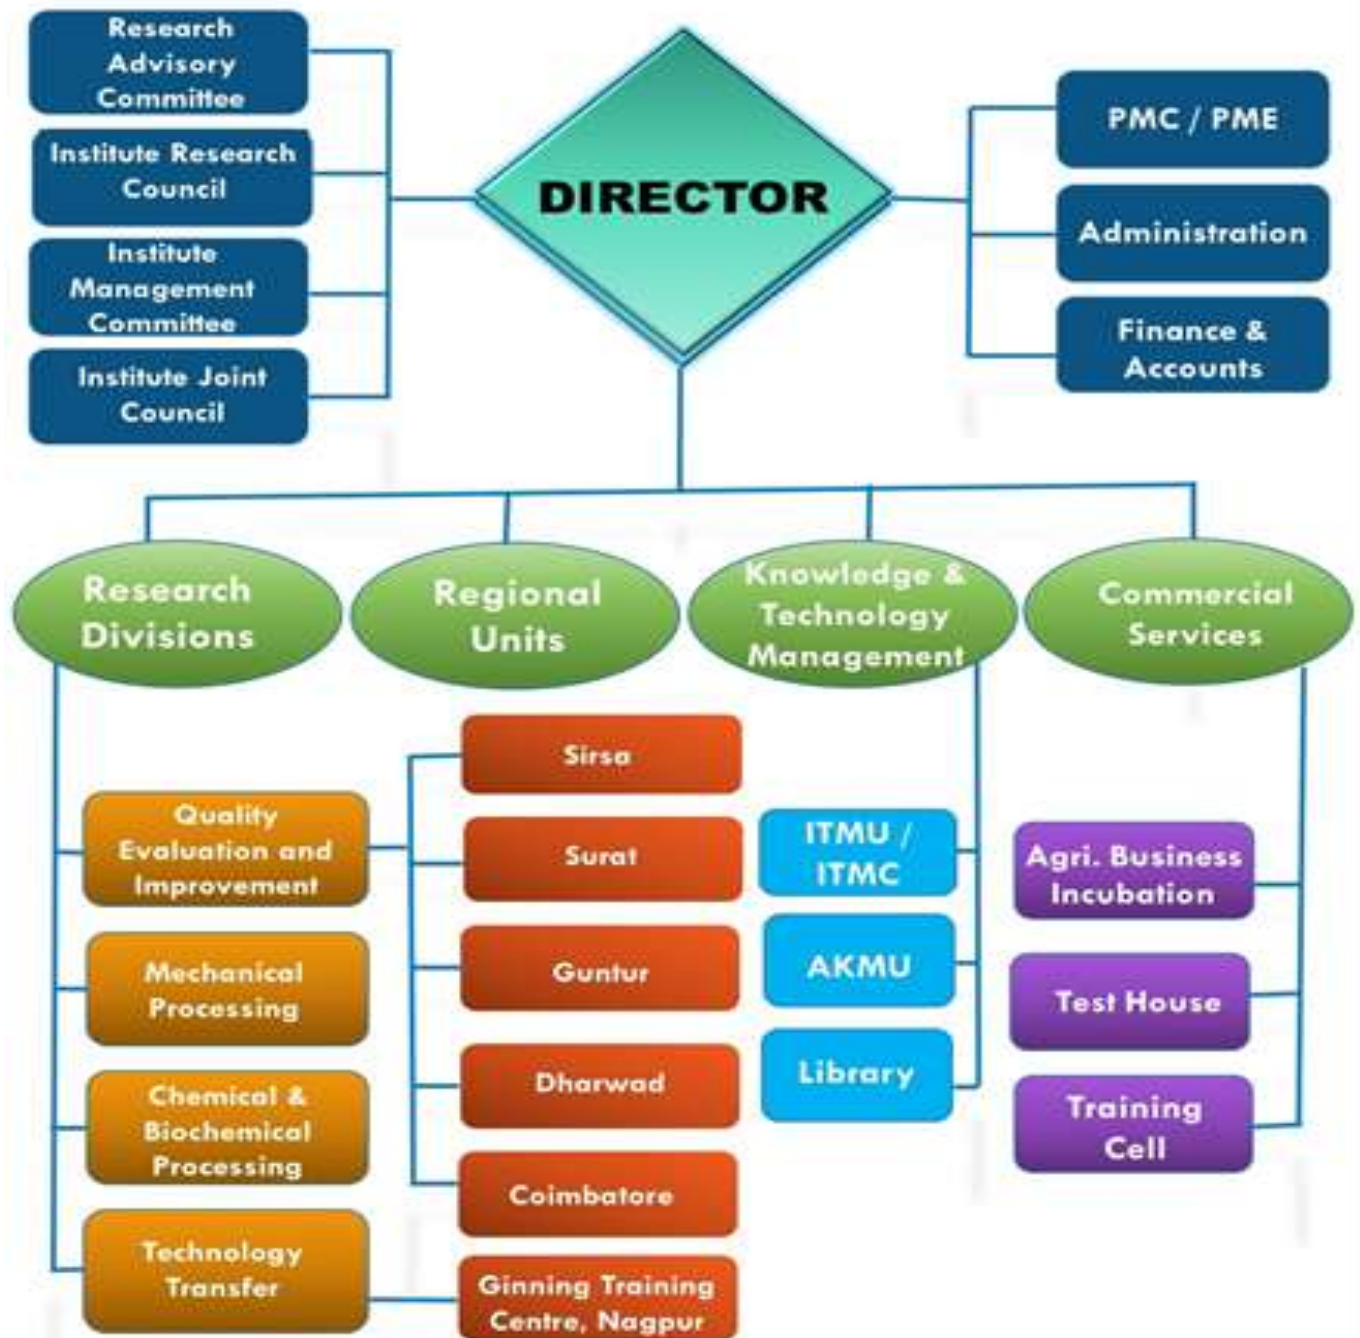 Research
Advisory
Committee
Institute Research
Council
Institute
Management
Committee
Institute Joint
Council
DIRECTOR
PMC / PME
Administration
Finance &
Accounts
Research
Divisions
Regional
Units
Knowledge &
Technology
Management
Commercial
Services
Quality
Evaluation and
Improvement
Mechanical
Processing
Chemical &
Biochemical
Processing
Technology
Transfer
Sirsa
Surat
Guntur
Dharwad
Coimbatore
Ginning Training
Centre, Nagpur
ITMU /
ITMC
AKMU
Library
Agri. Business
Incubation
Test House
Training
Cell